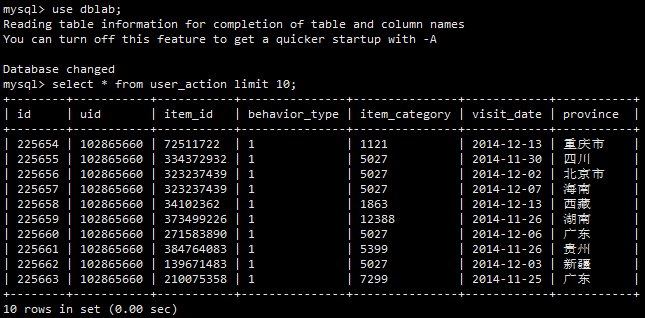 mysql> use dblab;
Reading table information for completion of table and column names
You can turn off this feature to get a quicker startup with -A
Database changed
mysql> select * from user_action limit 10;
+--------+-----------+-----------+---------------+---------------+------------+-----------+
| id | uid | item_id | behavior_type | item_category | visit_date | province |
+--------+-----------+-----------+---------------+---------------+------------+-----------+
| 225654 | 102865660 | 72511722 | 1 | 1121 | 2014-12-13 | 重庆市 |
| 225655 | 102865660 | 334372932 | 1 | 5027 | 2014-11-30 | 四川 |
| 225656 | 102865660 | 323237439 | 1 | 5027 | 2014-12-02 | 北京市 |
| 225657 | 102865660 | 323237439 | 1 | 5027 | 2014-12-07 | 海南 |
| 225658 | 102865660 | 34102362 | 1 | 1863 | 2014-12-13 | 西藏 |
| 225659 | 102865660 | 373499226 | 1 | 12388 | 2014-11-26 | 湖南 |
| 225660 | 102865660 | 271583890 | 1 | 5027 | 2014-12-06 | 广东 |
| 225661 | 102865660 | 384764083 | 1 | 5399 | 2014-11-26 | 贵州 |
| 225662 | 102865660 | 139671483 | 1 | 5027 | 2014-12-03 | 新疆 |
| 225663 | 102865660 | 210075358 | 1 | 7299 | 2014-11-25 | 广东 |
+--------+-----------+-----------+---------------+---------------+------------+-----------+
10 rows in set (0.00 sec)